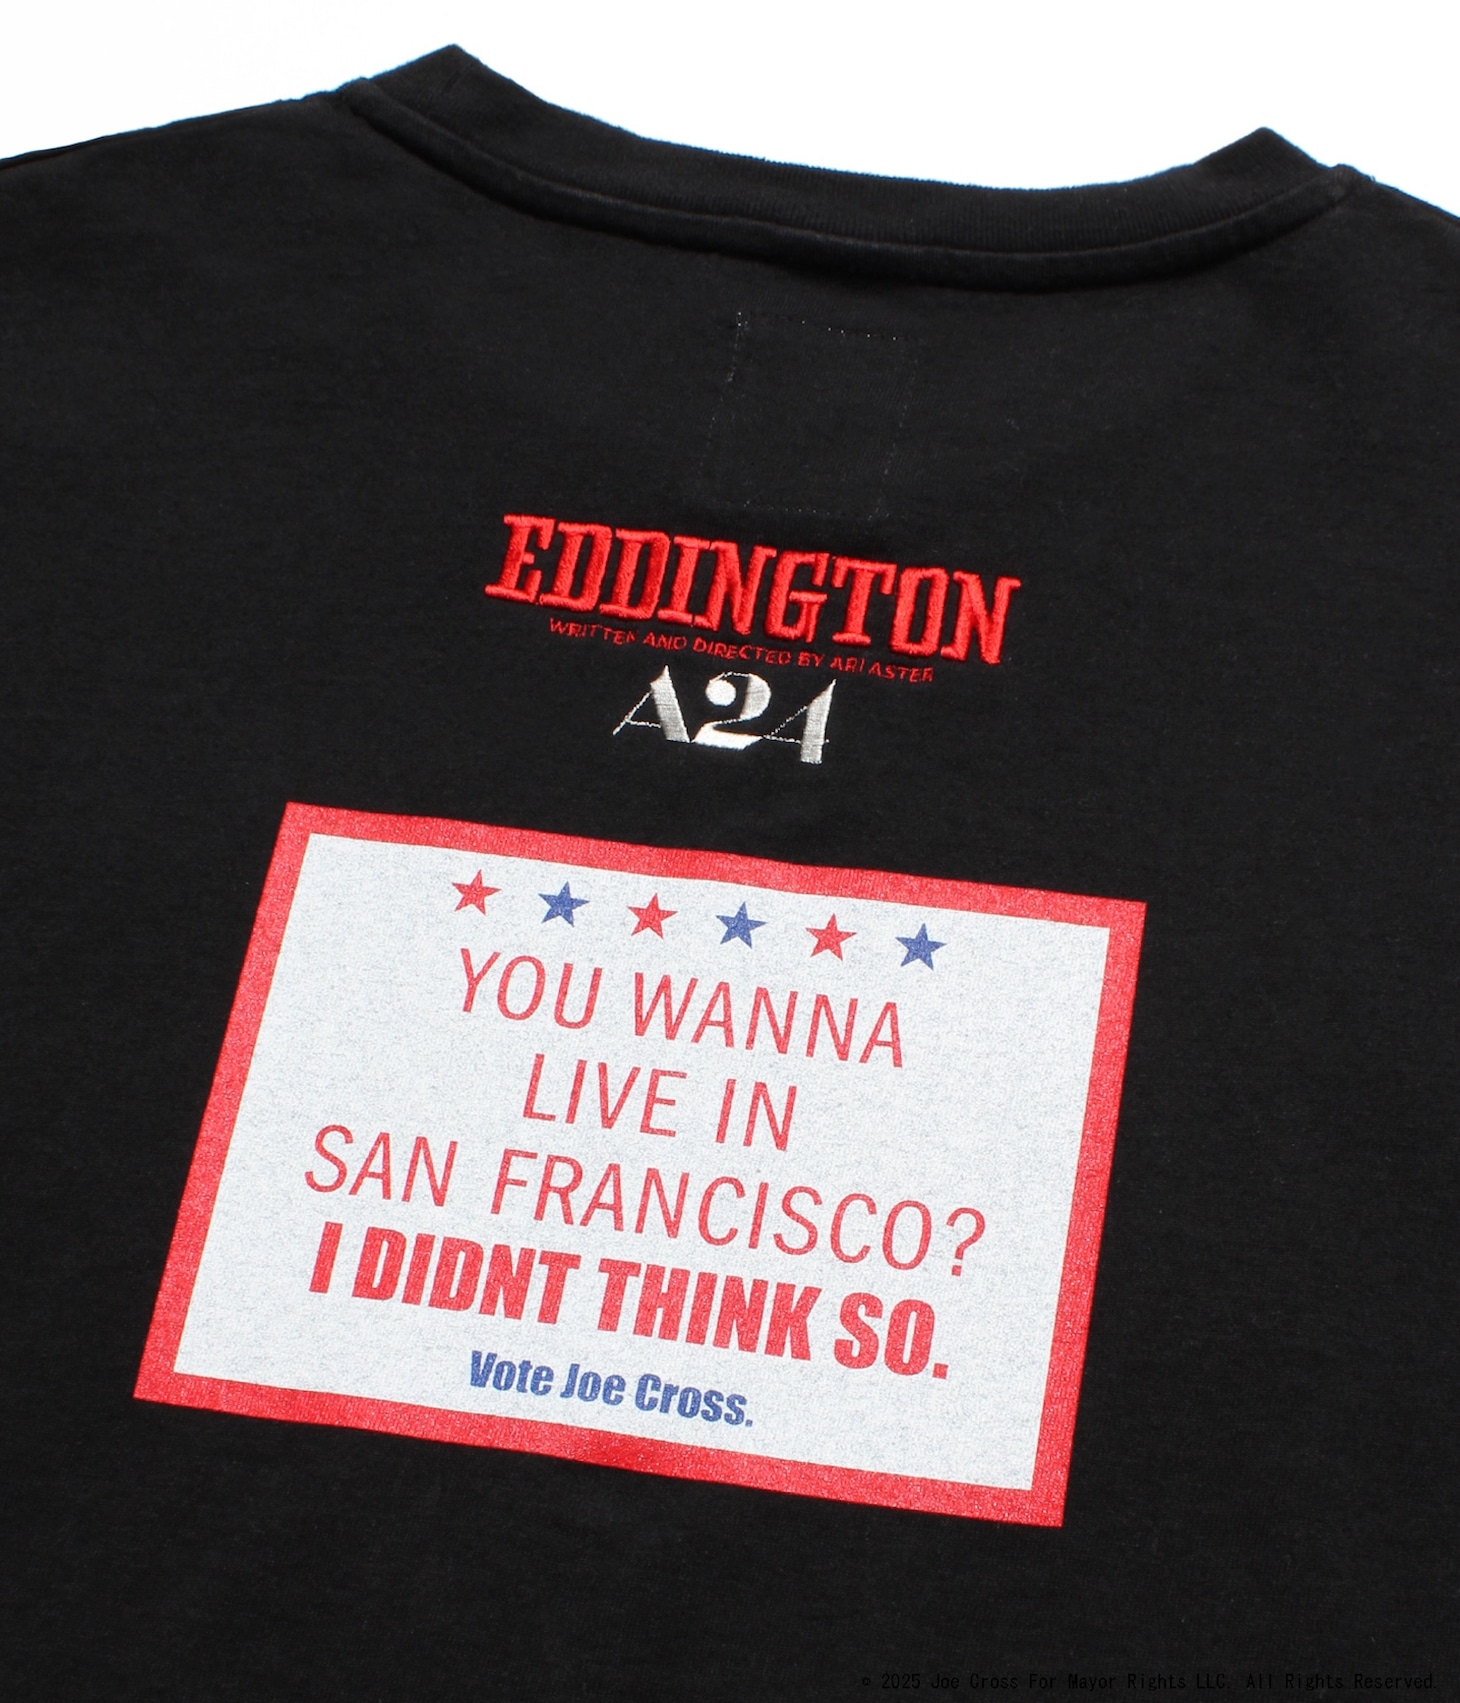 EDDINGTON
WRITTEN AND DIRECTED BY ARI ASTER
A24
YOU WANNA
LIVE IN
SAN FRANCISCO?
I DIDNT THINK SO.
Vote Joe Cross.
© 2025 Joe Cross For Mayor Rights LLC. All Rights Reserved.